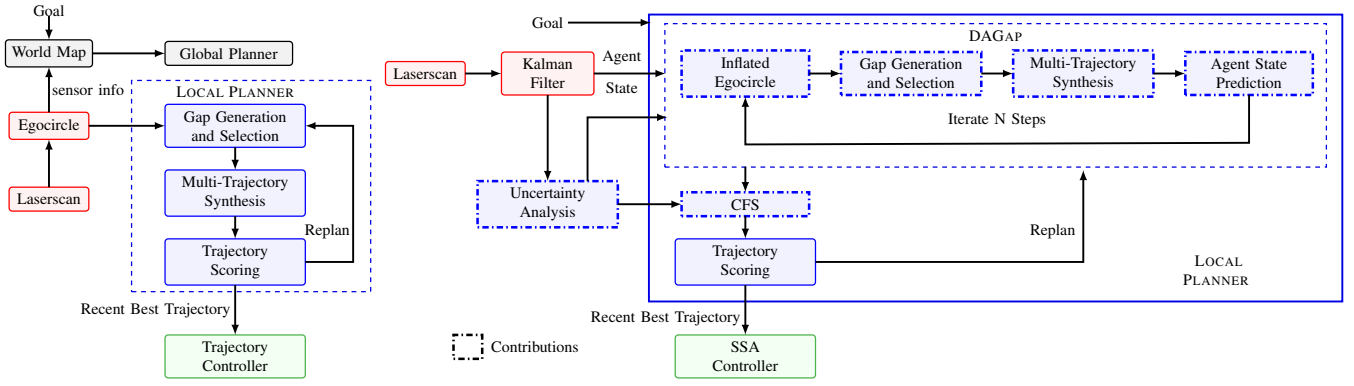 Goal
World Map
Global Planner
sensor info
LOCAL PLANNER
Egocircle
Gap Generation
and Selection
Laserscan
Multi-Trajectory
Synthesis
Replan
Trajectory
Scoring
Recent Best Trajectory
Trajectory
Controller
Goal
DAGAP
Laserscan
Kalman
Filter
Agent
State
Inflated
Egocircle
Gap Generation
and Selection
Multi-Trajectory
Synthesis
Agent State
Prediction
Iterate N Steps
Uncertainty
Analysis
CFS
Replan
Trajectory
Scoring
LOCAL
PLANNER
Recent Best Trajectory
Contributions
SSA
Controller